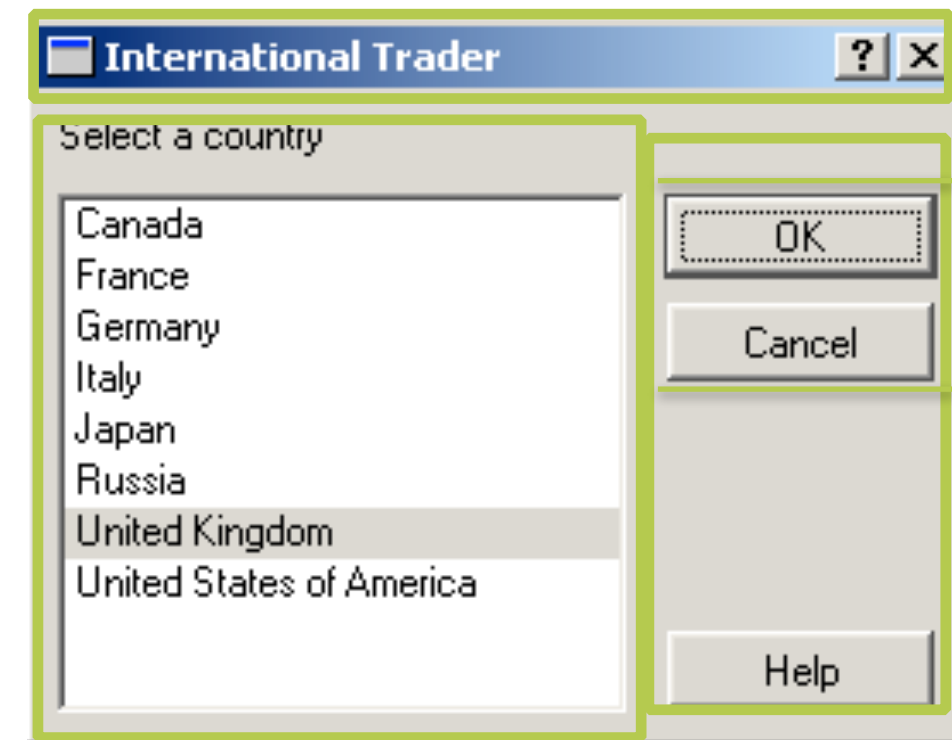 International Trader
Select a country
Canada
France
Germany
Italy
Japan
Russia
United Kingdom
United States of America
OK
Cancel
Help